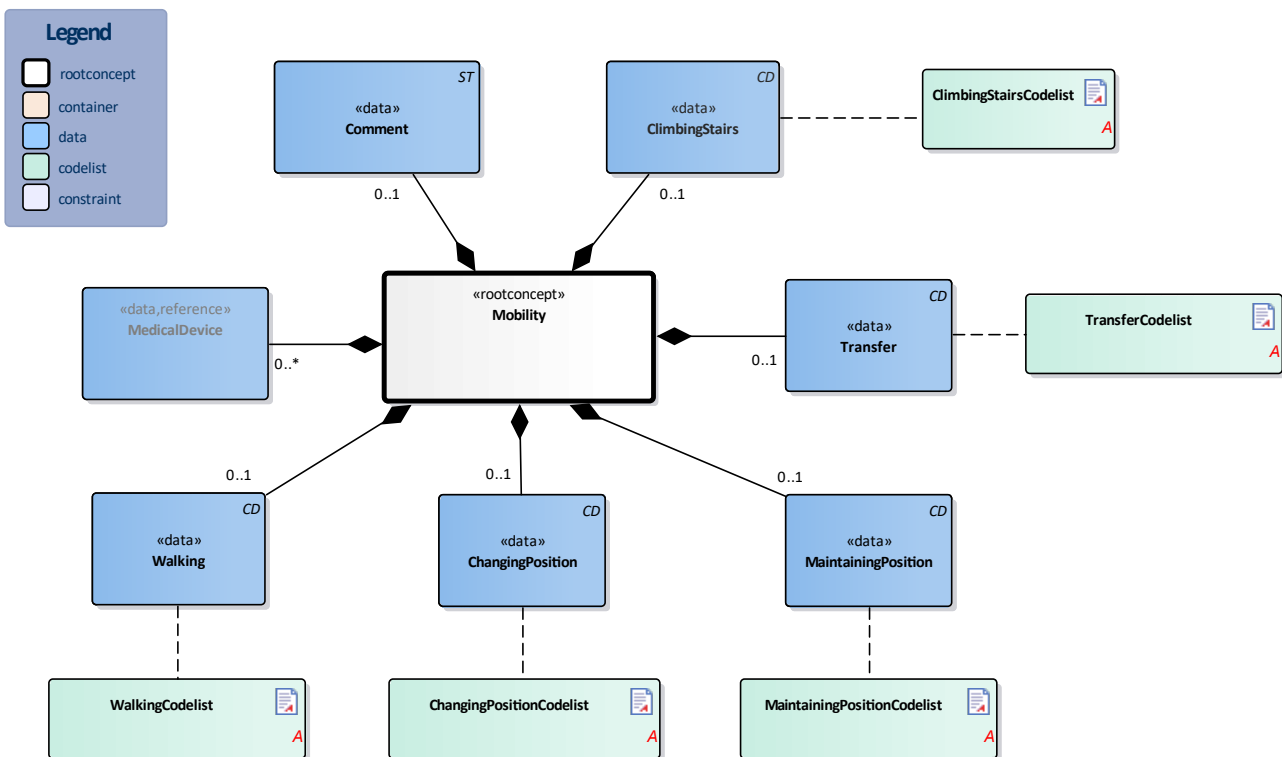 Legend
rootconcept
container
data
codelist
constraint
ST
«data»
Comment
0..1
CD
«data»
ClimbingStairs
0..1
ClimbingStairsCodelist
A
«data,reference»
MedicalDevice
0..*
«rootconcept»
Mobility
CD
«data»
Transfer
0..1
TransferCodelist
A
0..1
CD
«data»
Walking
0..1
CD
«data»
ChangingPosition
0..1
CD
«data»
MaintainingPosition
WalkingCodelist
A
ChangingPositionCodelist
A
MaintainingPositionCodelist
A